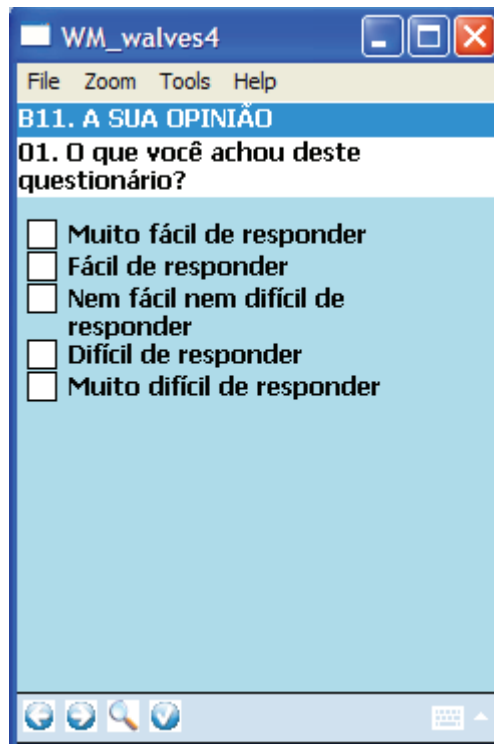 WM_walves4
File Zoom Tools Help
B11. A SUA OPINIÃO
01. O que você achou deste
questionário?
Muito fácil de responder
Fácil de responder
Nem fácil nem difícil de
responder
Difícil de responder
Muito difícil de responder